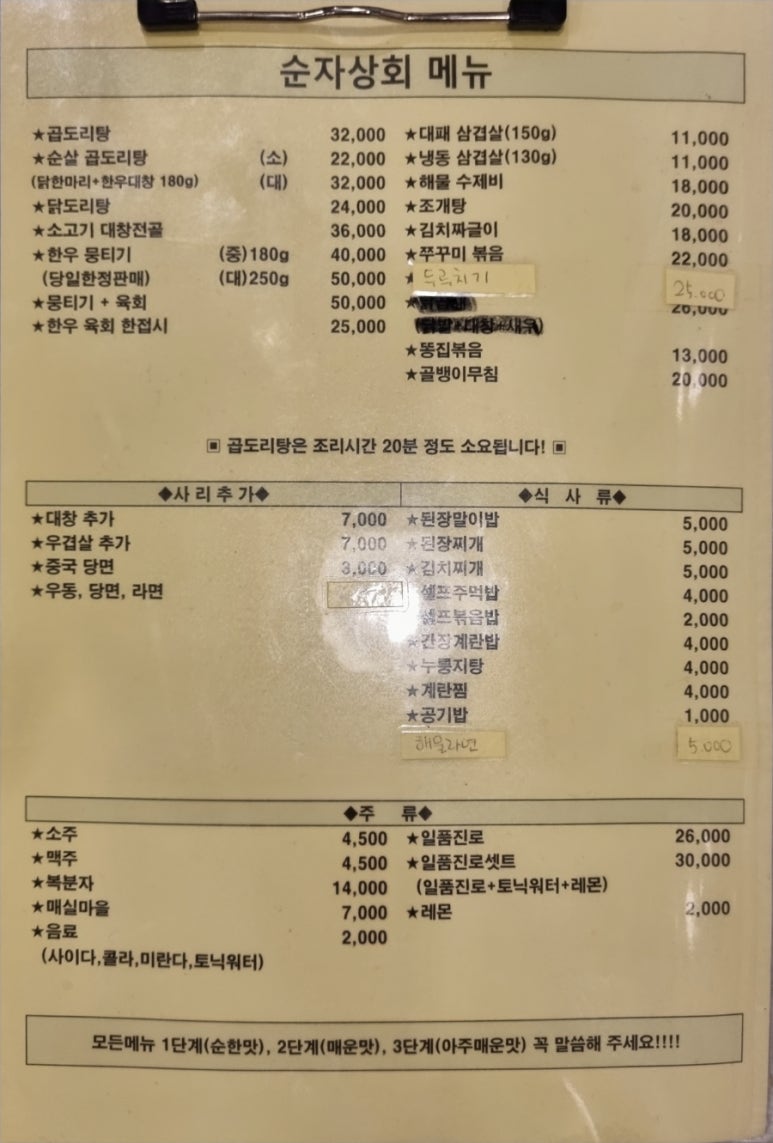 순자상회 메뉴
★곱도리탕 32,000
★순살 곱도리탕 (소) 22,000
(닭한마리+한우대창 180g) (대) 32,000
★닭도리탕 24,000
★소고기 대창전골 36,000
★한우 뭉티기 (중)180g 40,000
(당일한정판매) (대)250g 50,000
★뭉티기 + 육회 50,000
★한우 육회 한접시 25,000
★대패 삼겹살(150g) 11,000
★냉동 삼겹살(130g) 11,000
★해물 수제비 18,000
★조개탕 20,000
★김치짜글이 18,000
★쭈꾸미 볶음 22,000
★두루치기 25.000
★ 26,000
★똥집볶음 13,000
★골뱅이무침 20,000
▣ 곱도리탕은 조리시간 20분 정도 소요됩니다! ▣
◆사 리 추 가◆
★대창 추가 7,000
★우겹살 추가 7,000
★중국 당면 3,000
★우동, 당면, 라면
◆식 사 류◆
★된장말이밥 5,000
★된장찌개 5,000
★김치찌개 5,000
★셀프주먹밥 4,000
셀프볶음밥 2,000
★간장계란밥 4,000
★누룽지탕 4,000
★계란찜 4,000
★공기밥 1,000
해물라면 5.000
◆주 류◆
★소주 4,500
★맥주 4,500
★복분자 14,000
★매실마을 7,000
★음료 2,000
(사이다,콜라,미란다,토닉워터)
★일품진로 26,000
★일품진로셋트 30,000
(일품진로+토닉워터+레몬)
★레몬 2,000
모든메뉴 1단계(순한맛), 2단계(매운맛), 3단계(아주매운맛) 꼭 말씀해 주세요!!!!